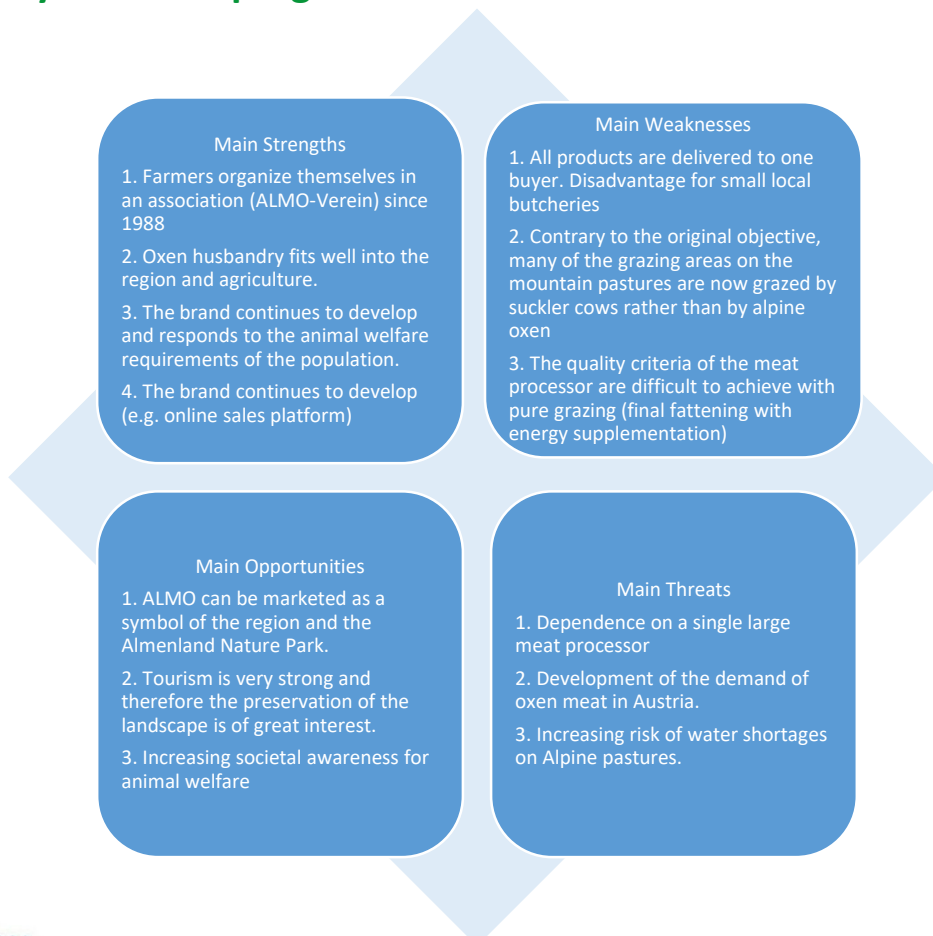 Main Strengths
1. Farmers organize themselves in
an association (ALMO-Verein) since
1988
2. Oxen husbandry fits well into the
region and agriculture.
3. The brand continues to develop
and responds to the animal welfare
requirements of the population.
4. The brand continues to develop
(e.g. online sales platform)
Main Weaknesses
1. All products are delivered to one
buyer. Disadvantage for small local
butcheries
2. Contrary to the original objective,
many of the grazing areas on the
mountain pastures are now grazed by
suckler cows rather than by alpine
oxen
3. The quality criteria of the meat
processor are difficult to achieve with
pure grazing (final fattening with
energy supplementation)
Main Opportunities
1. ALMO can be marketed as a
symbol of the region and the
Almenland Nature Park.
2. Tourism is very strong and
therefore the preservation of the
landscape is of great interest.
3. Increasing societal awareness for
animal welfare
Main Threats
1. Dependence on a single large
meat processor
2. Development of the demand of
oxen meat in Austria.
3. Increasing risk of water shortages
on Alpine pastures.